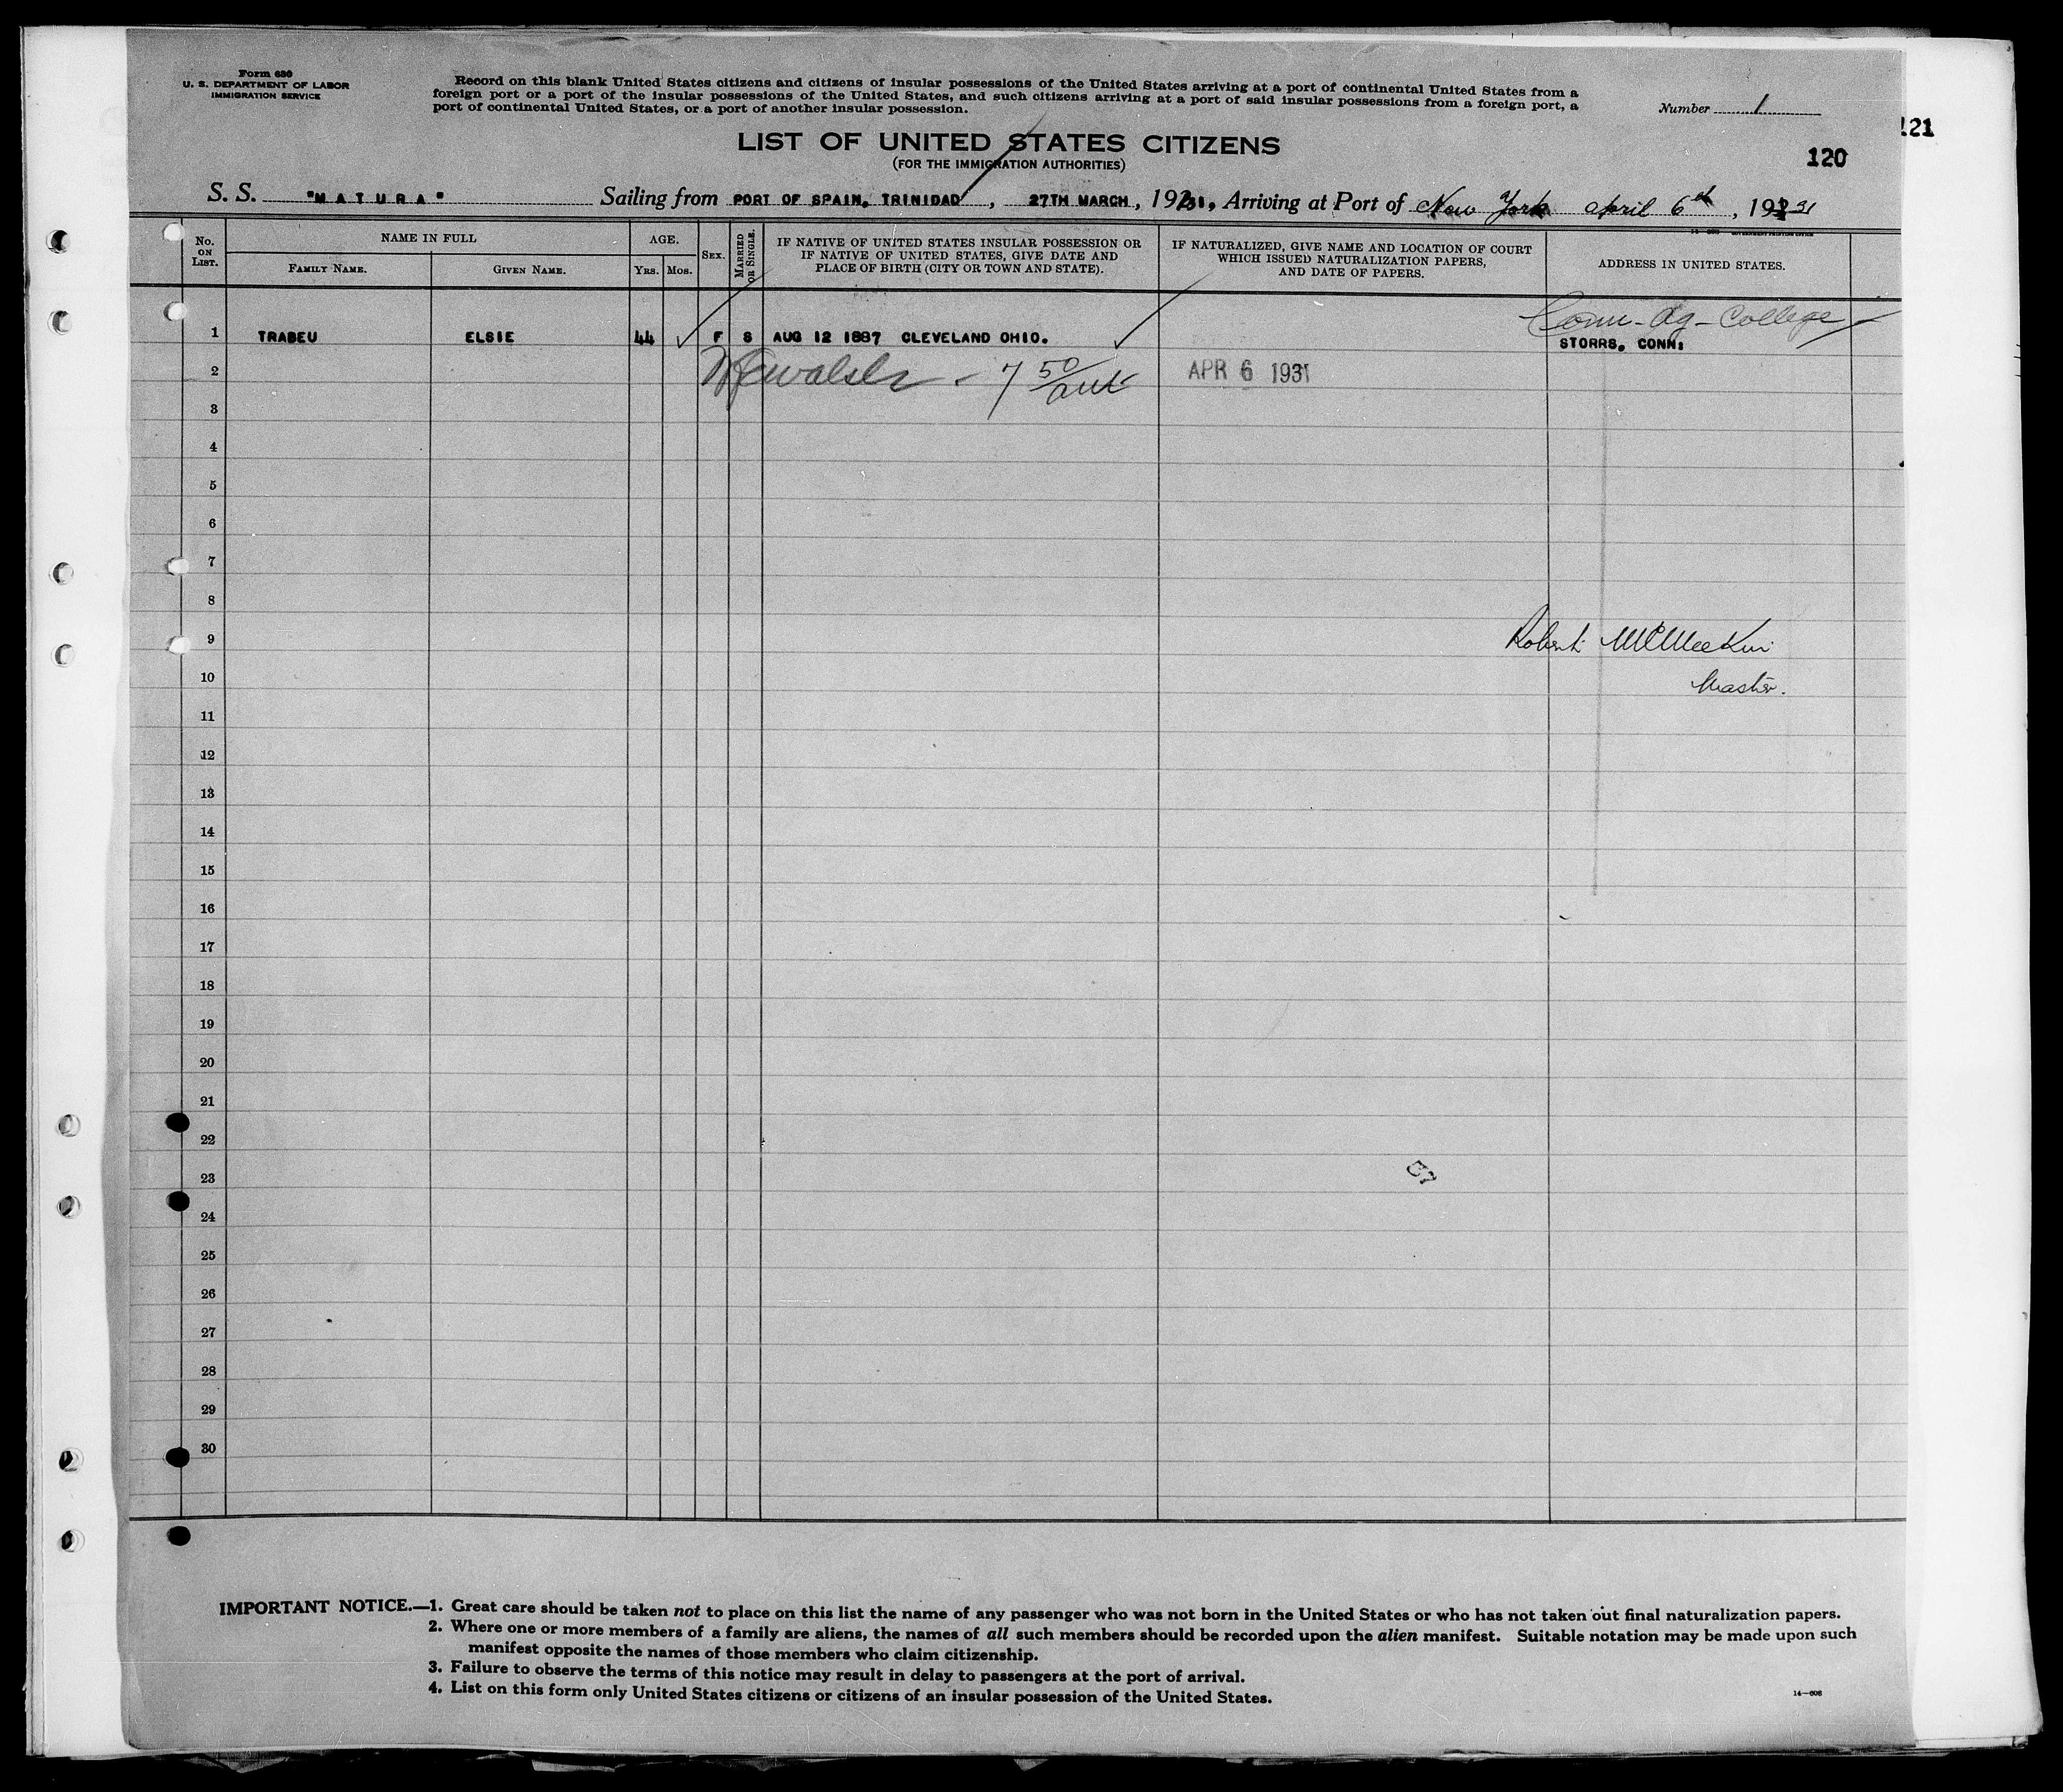 Form 630
U. S. DEPARTMENT OF LABOR
IMMIGRATION SERVICE
Record on this blank United States citizens and citizens of insular possessions of the United States arriving at a port of continental United States from a
foreign port or a port of the insular possessions of the United States, and such citizens arriving at a port of said insular possessions from a foreign port, a
port of continental United States, or a port of another insular possession.
Number 1
121
120
LIST OF UNITED STATES CITIZENS
(FOR THE IMMIGRATION AUTHORITIES)
S. S. "MATURA" Sailing from PORT OF SPAIN, TRINIDAD, 27TH MARCH, 1931, Arriving at Port of New York April 6th, 1931
No. ON LIST.
NAME IN FULL
FAMILY NAME.
GIVEN NAME.
AGE.
YRS. MOS.
SEX.
MARRIED OR SINGLE.
IF NATIVE OF UNITED STATES INSULAR POSSESSION OR
IF NATIVE OF UNITED STATES, GIVE DATE AND
PLACE OF BIRTH (CITY OR TOWN AND STATE).
IF NATURALIZED, GIVE NAME AND LOCATION OF COURT
WHICH ISSUED NATURALIZATION PAPERS,
AND DATE OF PAPERS.
ADDRESS IN UNITED STATES.
Conn-Ag-College
1 TRABEU ELSIE 44 F S AUG 12 1887 CLEVELAND OHIO. STORRS, CONN.
2 7 50 APR 6 1931
3
4
5
6
7
8
9 Robert McMeekin
10 Master.
11
12
13
14
15
16
17
18
19
20
21
22
23
24
25
26
27
28
29
30
IMPORTANT NOTICE.—1. Great care should be taken not to place on this list the name of any passenger who was not born in the United States or who has not taken out final naturalization papers.
2. Where one or more members of a family are aliens, the names of all such members should be recorded upon the alien manifest. Suitable notation may be made upon such
manifest opposite the names of those members who claim citizenship.
3. Failure to observe the terms of this notice may result in delay to passengers at the port of arrival.
4. List on this form only United States citizens or citizens of an insular possession of the United States.
14—608